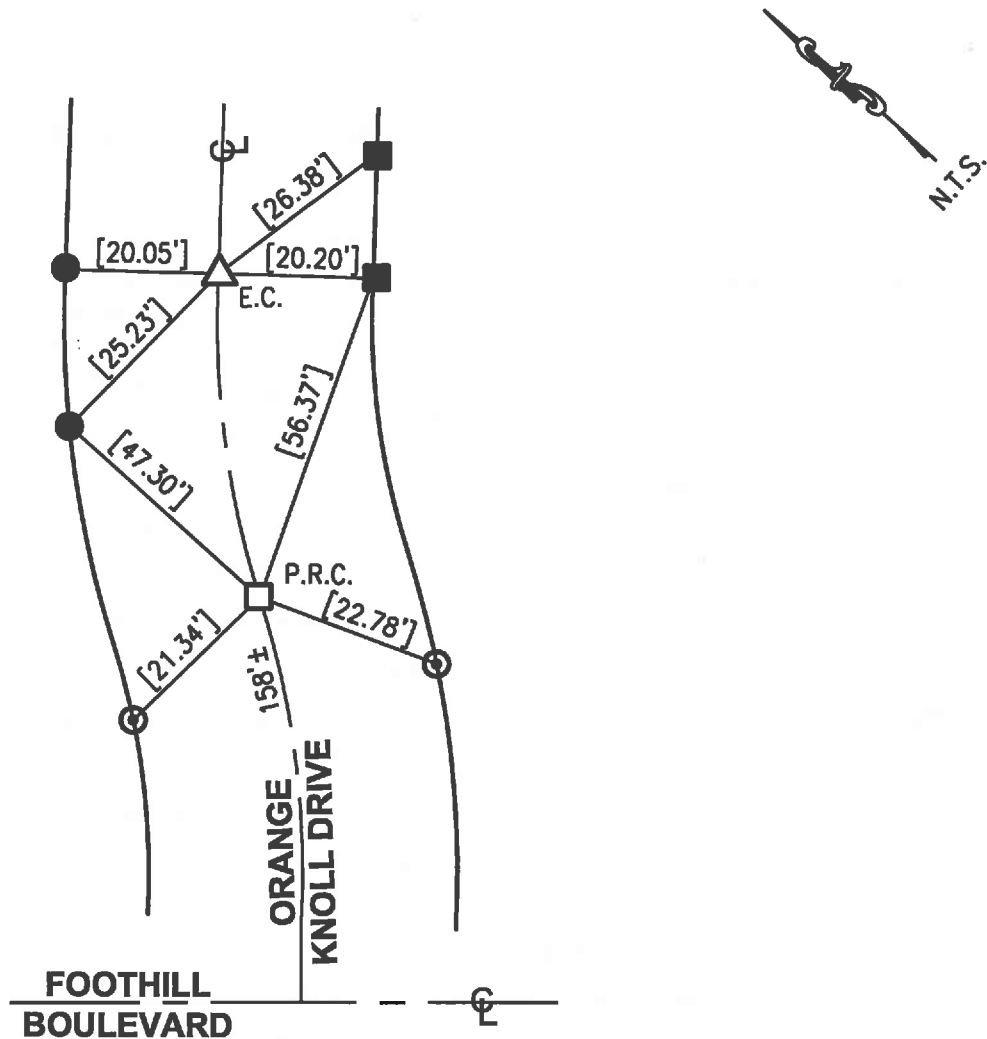 N.T.S.
℄
[26.38']
[20.05']
[20.20']
E.C.
[25.23']
[56.37']
[47.30']
P.R.C.
[22.78']
[21.34']
158'±
ORANGE
KNOLL DRIVE
FOOTHILL
BOULEVARD
℄